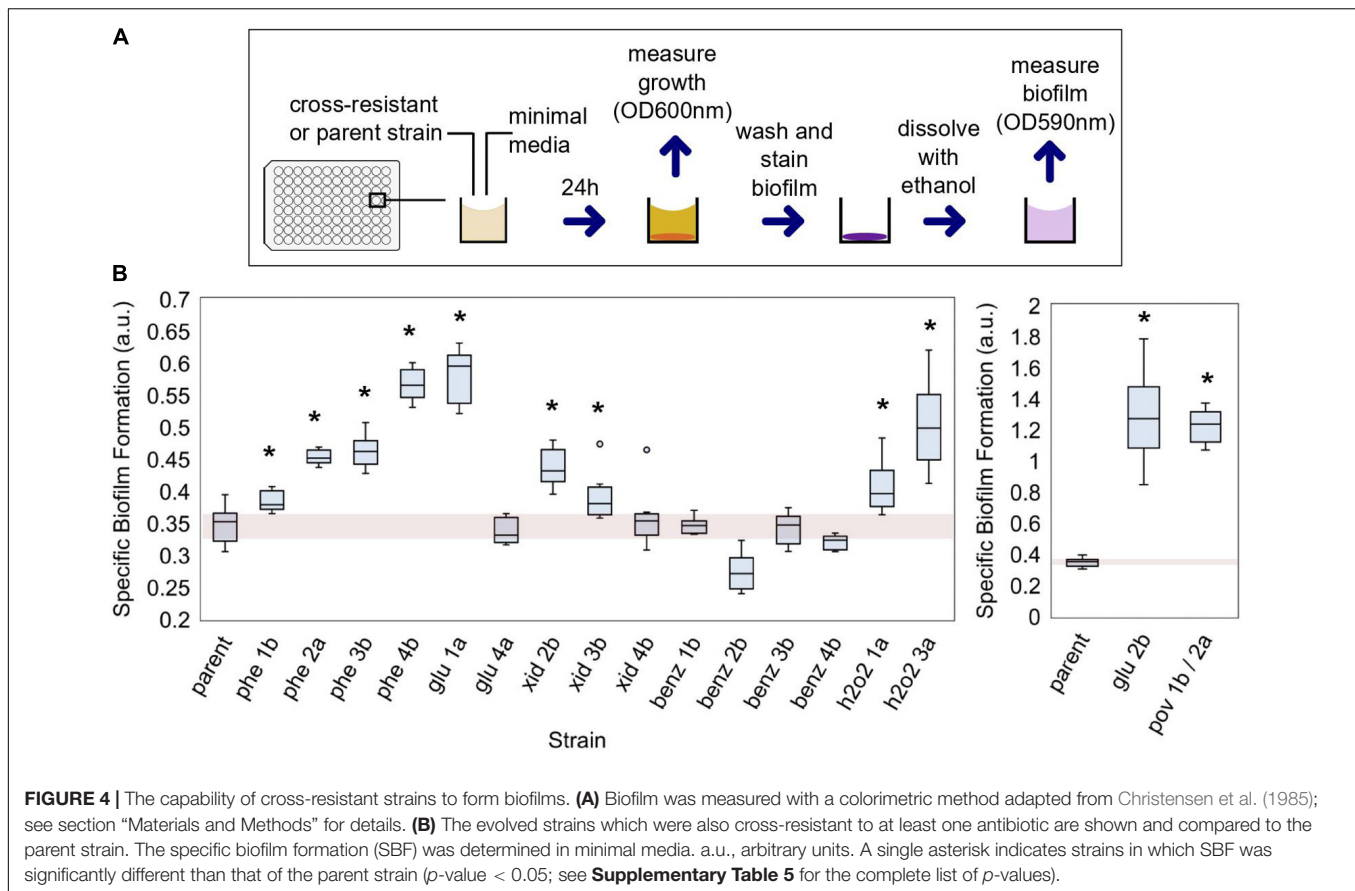 A
cross-resistant
or parent strain
minimal
media
24h
measure
growth
(OD600nm)
wash and
stain
biofilm
dissolve
with
ethanol
measure
biofilm
(OD590nm)
B
Specific Biofilm Formation (a.u.)
0.7
0.65
0.6
0.55
0.5
0.45
0.4
0.35
0.3
0.25
0.2
* * * * * * * * *
parent
phe 1b
phe 2a
phe 3b
phe 4b
glu 1a
glu 4a
xid 2b
xid 3b
xid 4b
benz 1b
benz 2b
benz 3b
benz 4b
h2o2 1a
h2o2 3a
Strain
Specific Biofilm Formation (a.u.)
2
1.8
1.6
1.4
1.2
1
0.8
0.6
0.4
0.2
0
* *
parent
glu 2b
pov 1b / 2a
FIGURE 4 | The capability of cross-resistant strains to form biofilms. (A) Biofilm was measured with a colorimetric method adapted from Christensen et al. (1985);
see section “Materials and Methods” for details. (B) The evolved strains which were also cross-resistant to at least one antibiotic are shown and compared to the
parent strain. The specific biofilm formation (SBF) was determined in minimal media. a.u., arbitrary units. A single asterisk indicates strains in which SBF was
significantly different than that of the parent strain (p-value < 0.05; see Supplementary Table 5 for the complete list of p-values).